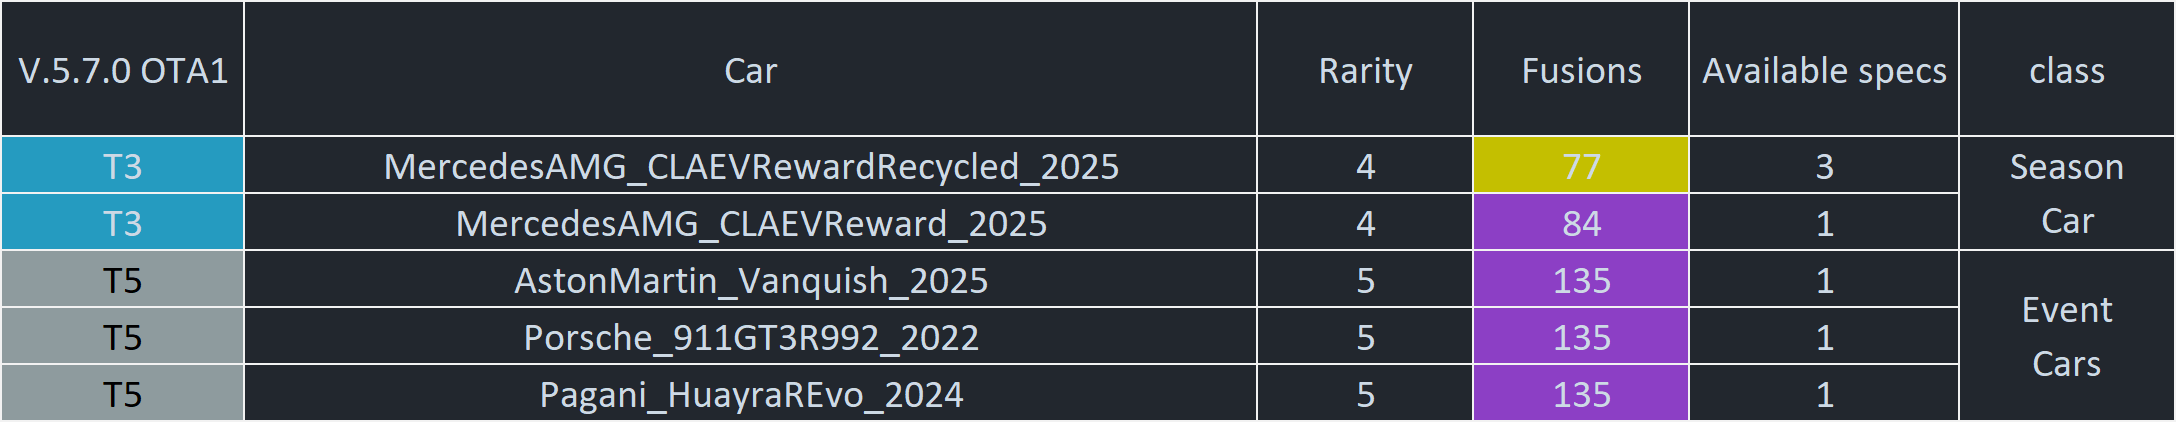 V.5.7.0 OTA1 Car Rarity Fusions Available specs class
T3 MercedesAMG_CLAEVRewardRecycled_2025 4 77 3 Season
T3 MercedesAMG_CLAEVReward_2025 4 84 1 Car
T5 AstonMartin_Vanquish_2025 5 135 1 Event
T5 Porsche_911GT3R992_2022 5 135 1 Cars
T5 Pagani_HuayraREvo_2024 5 135 1